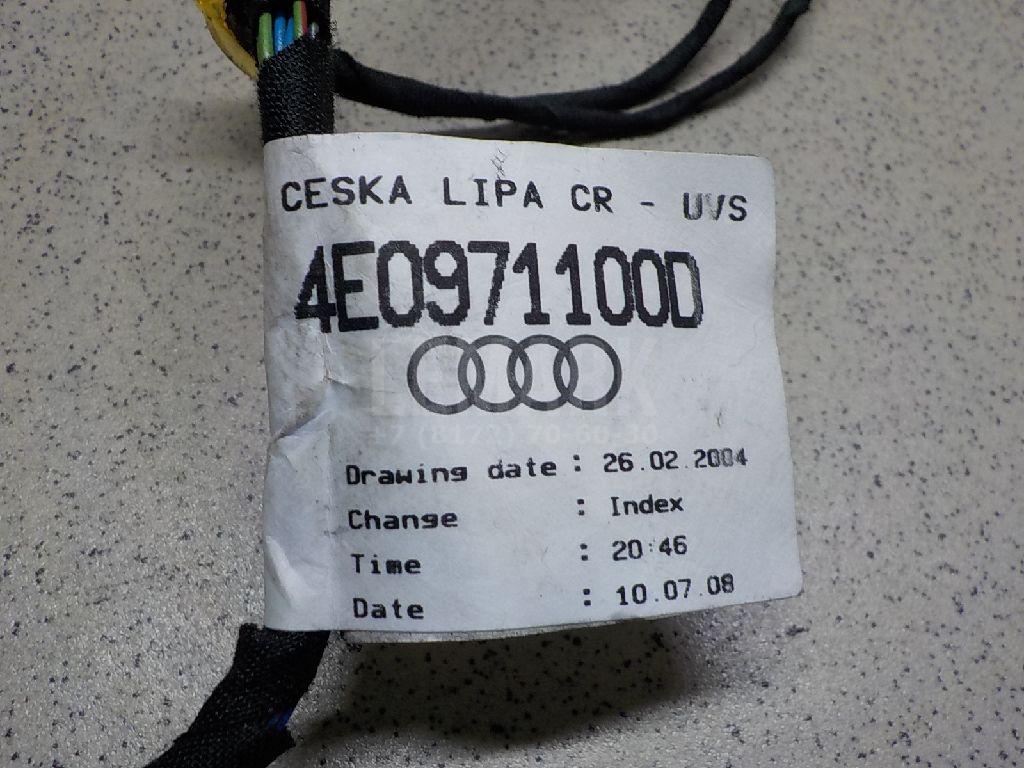 CESKA LIPA CR - UVS
4E0971100D
Drawing date : 26.02.2004
Change : Index
Time : 20:46
Date : 10.07.08